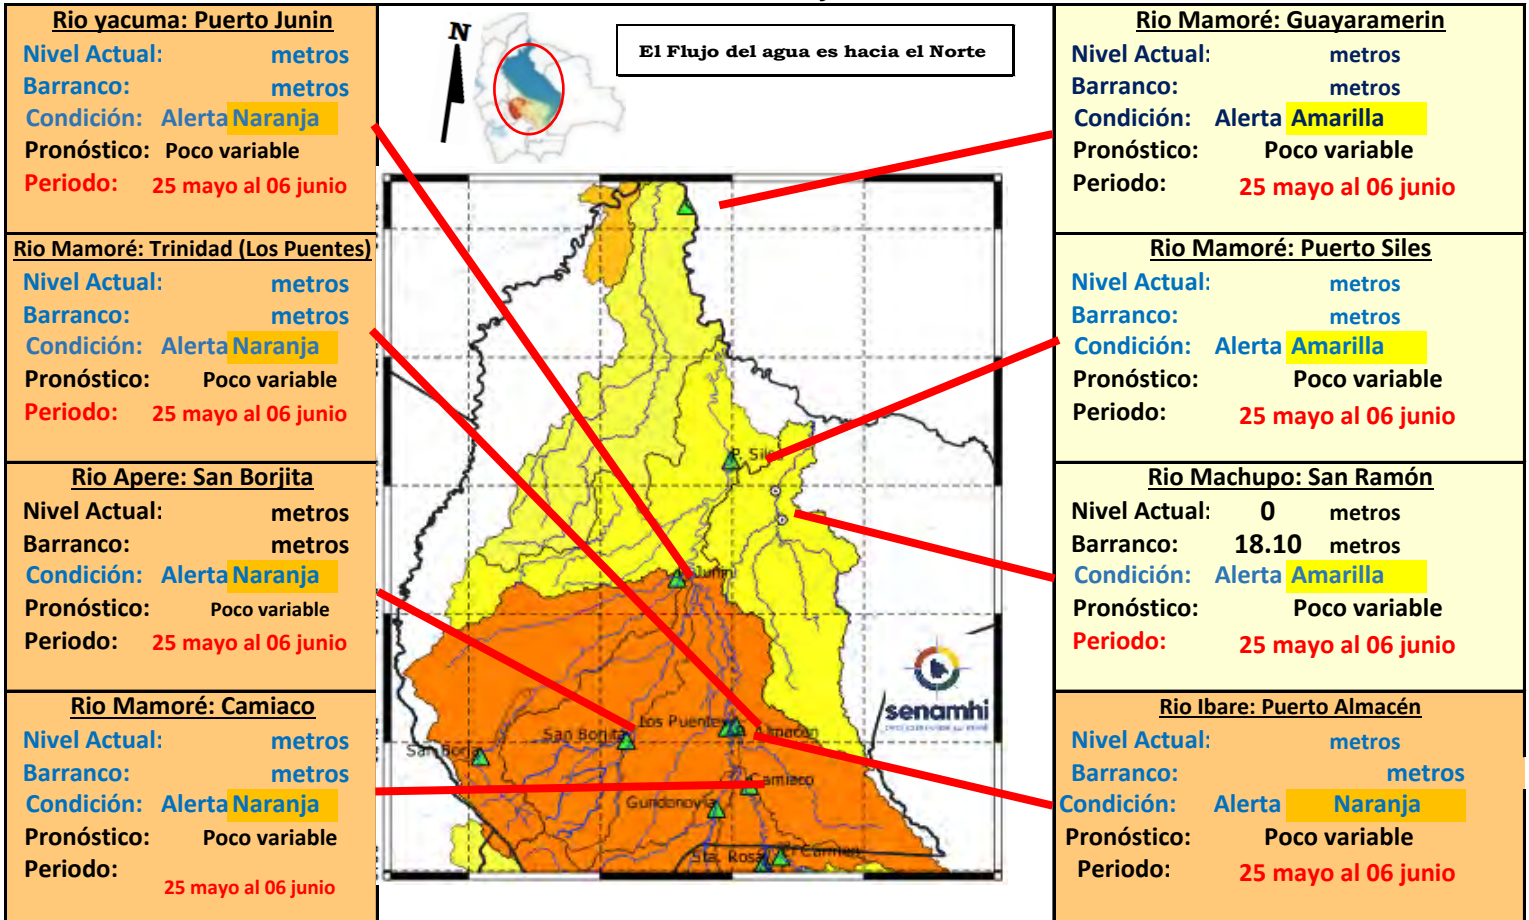 Rio yacuma: Puerto Junin
Nivel Actual: metros
Barranco: metros
Condición: Alerta Naranja
Pronóstico: Poco variable
Periodo: 25 mayo al 06 junio
Rio Mamoré: Trinidad (Los Puentes)
Nivel Actual: metros
Barranco: metros
Condición: Alerta Naranja
Pronóstico: Poco variable
Periodo: 25 mayo al 06 junio
Rio Apere: San Borjita
Nivel Actual: metros
Barranco: metros
Condición: Alerta Naranja
Pronóstico: Poco variable
Periodo: 25 mayo al 06 junio
Rio Mamoré: Camiaco
Nivel Actual: metros
Barranco: metros
Condición: Alerta Naranja
Pronóstico: Poco variable
Periodo:
25 mayo al 06 junio
N
El Flujo del agua es hacia el Norte
P. Siles
Junin
Los Puentes
P. Almacén
San Borjita
San Borja
Camiaco
Gundonovia
Sta. Rosa
El Carmen
senamhi
Rio Mamoré: Guayaramerin
Nivel Actual: metros
Barranco: metros
Condición: Alerta Amarilla
Pronóstico: Poco variable
Periodo: 25 mayo al 06 junio
Rio Mamoré: Puerto Siles
Nivel Actual: metros
Barranco: metros
Condición: Alerta Amarilla
Pronóstico: Poco variable
Periodo: 25 mayo al 06 junio
Rio Machupo: San Ramón
Nivel Actual: 0 metros
Barranco: 18.10 metros
Condición: Alerta Amarilla
Pronóstico: Poco variable
Periodo: 25 mayo al 06 junio
Rio Ibare: Puerto Almacén
Nivel Actual: metros
Barranco: metros
Condición: Alerta Naranja
Pronóstico: Poco variable
Periodo: 25 mayo al 06 junio